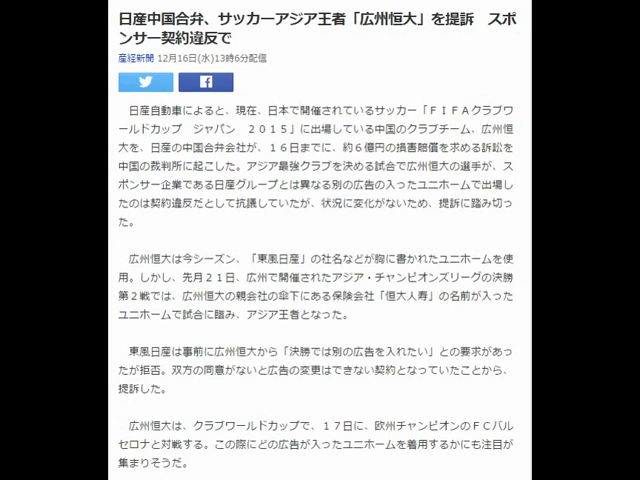 日産中国合弁、サッカーアジア王者「広州恒大」を提訴　スポ
ンサー契約違反で
産経新聞 12月16日(水)13時6分配信
　日産自動車によると、現在、日本で開催されているサッカー「ＦＩＦＡクラブワ
ールドカップ　ジャパン　２０１５」に出場している中国のクラブチーム、広州恒
大を、日産の中国合弁会社が、１６日までに、約６億円の損害賠償を求める訴訟を
中国の裁判所に起こした。アジア最強クラブを決める試合で広州恒大の選手が、ス
ポンサー企業である日産グループとは異なる別の広告の入ったユニホームで出場し
たのは契約違反だとして抗議していたが、状況に変化がないため、提訴に踏み切っ
た。
　広州恒大は今シーズン、「東風日産」の社名などが胸に書かれたユニホームを使
用。しかし、先月２１日、広州で開催されたアジア・チャンピオンズリーグの決勝
第２戦では、広州恒大の親会社の傘下にある保険会社「恒大人寿」の名前が入った
ユニホームで試合に臨み、アジア王者となった。
　東風日産は事前に広州恒大から「決勝では別の広告を入れたい」との要求があっ
たが拒否。双方の同意がないと広告の変更はできない契約となっていたことから、
提訴した。
　広州恒大は、クラブワールドカップで、１７日に、欧州チャンピオンのＦＣバル
セロナと対戦する。この際にどの広告が入ったユニホームを着用するかにも注目が
集まりそうだ。